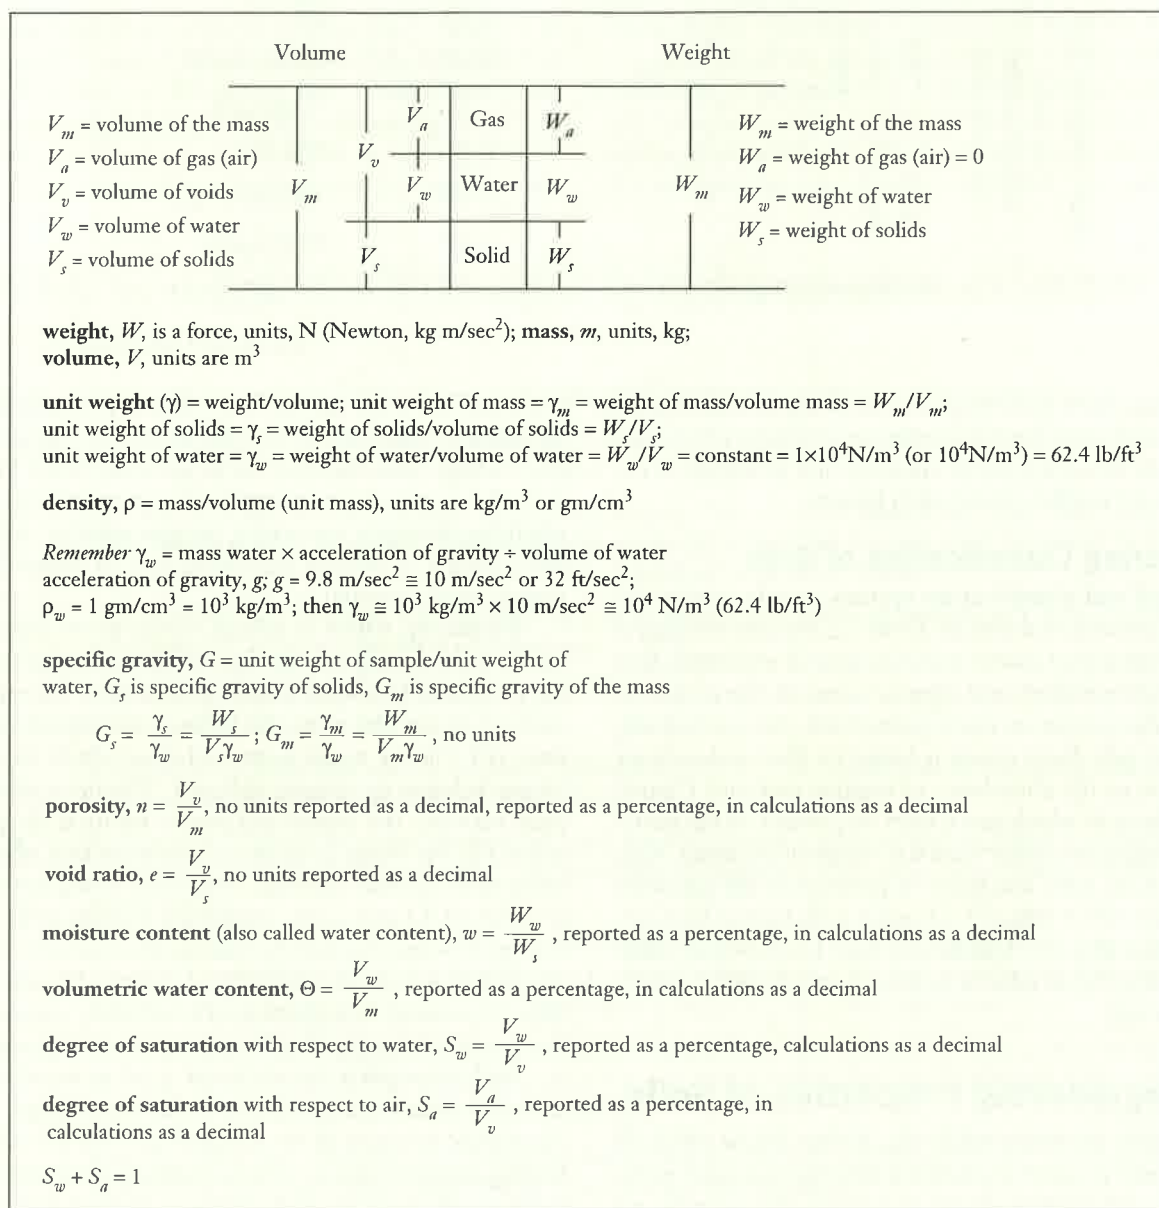 Volume Weight
V_m = volume of the mass
V_a = volume of gas (air)
V_v = volume of voids
V_w = volume of water
V_s = volume of solids
V_m
V_v
V_s
V_a
V_w
Gas
Water
Solid
W_a
W_w
W_s
W_m
W_m = weight of the mass
W_a = weight of gas (air) = 0
W_w = weight of water
W_s = weight of solids
weight, W, is a force, units, N (Newton, kg m/sec²); mass, m, units, kg;
volume, V, units are m³
unit weight (γ) = weight/volume; unit weight of mass = γ_m = weight of mass/volume mass = W_m/V_m;
unit weight of solids = γ_s = weight of solids/volume of solids = W_s/V_s;
unit weight of water = γ_w = weight of water/volume of water = W_w/V_w = constant = 1×10⁴N/m³ (or 10⁴N/m³) = 62.4 lb/ft³
density, ρ = mass/volume (unit mass), units are kg/m³ or gm/cm³
Remember γ_w = mass water × acceleration of gravity ÷ volume of water
acceleration of gravity, g; g = 9.8 m/sec² ≅ 10 m/sec² or 32 ft/sec²;
ρ_w = 1 gm/cm³ = 10³ kg/m³; then γ_w ≅ 10³ kg/m³ × 10 m/sec² ≅ 10⁴ N/m³ (62.4 lb/ft³)
specific gravity, G = unit weight of sample/unit weight of
water, G_s is specific gravity of solids, G_m is specific gravity of the mass
G_s = γ_s/γ_w = W_s/V_sγ_w ; G_m = γ_m/γ_w = W_m/V_mγ_w , no units
porosity, n = V_v/V_m, no units reported as a decimal, reported as a percentage, in calculations as a decimal
void ratio, e = V_v/V_s, no units reported as a decimal
moisture content (also called water content), w = W_w/W_s , reported as a percentage, in calculations as a decimal
volumetric water content, Θ = V_w/V_m , reported as a percentage, in calculations as a decimal
degree of saturation with respect to water, S_w = V_w/V_v , reported as a percentage, calculations as a decimal
degree of saturation with respect to air, S_a = V_a/V_v , reported as a percentage, in
calculations as a decimal
S_w + S_a = 1